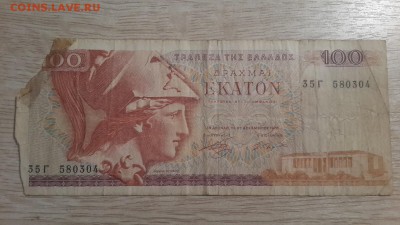 COINS.LAVE.RU
ΤΡΑΠΕΖΑ ΤΗΣ ΕΛΛΑΔΟΣ
100
100
ΔΡΑΧΜΑΙ
ΕΚΑΤΟΝ
35Γ 580304
35Γ 580304